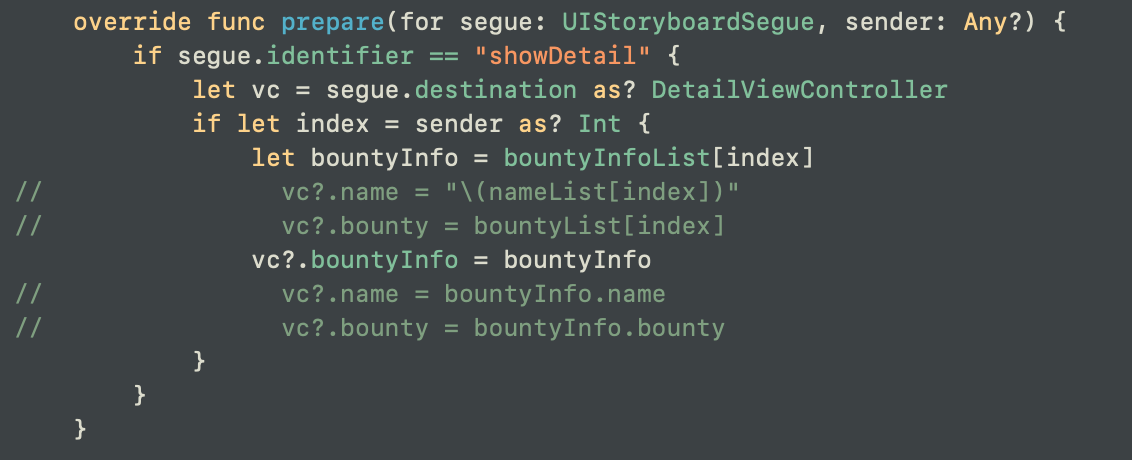 override func prepare(for segue: UIStoryboardSegue, sender: Any?) {
if segue.identifier == "showDetail" {
let vc = segue.destination as? DetailViewController
if let index = sender as? Int {
let bountyInfo = bountyInfoList[index]
// vc?.name = "\(nameList[index])"
// vc?.bounty = bountyList[index]
vc?.bountyInfo = bountyInfo
// vc?.name = bountyInfo.name
// vc?.bounty = bountyInfo.bounty
}
}
}